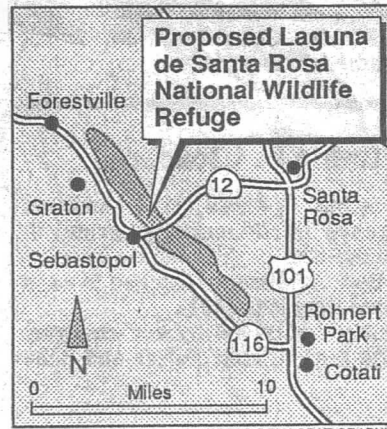 Proposed Laguna
de Santa Rosa
National Wildlife
Refuge
Forestville
Graton
12
Santa
Rosa
Sebastopol
101
Rohnert
Park
116
Cotati
N
0
10
Miles